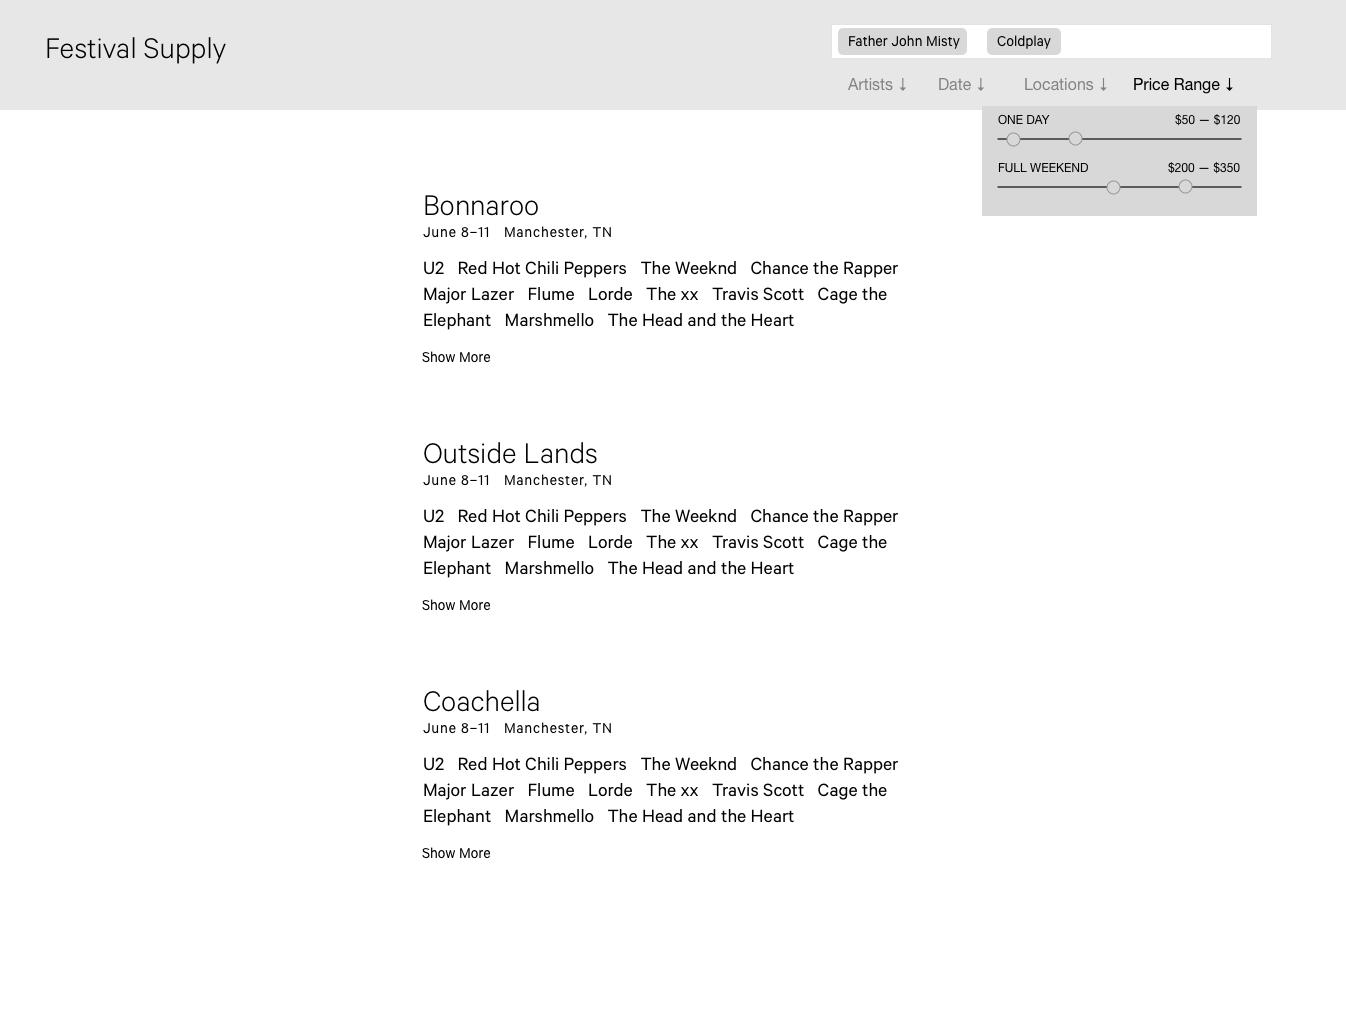 Festival Supply
Father John Misty Coldplay
Artists ↓ Date ↓ Locations ↓ Price Range ↓
ONE DAY $50 — $120
FULL WEEKEND $200 — $350
Bonnaroo
June 8–11 Manchester, TN
U2 Red Hot Chili Peppers The Weeknd Chance the Rapper
Major Lazer Flume Lorde The xx Travis Scott Cage the
Elephant Marshmello The Head and the Heart
Show More
Outside Lands
June 8–11 Manchester, TN
U2 Red Hot Chili Peppers The Weeknd Chance the Rapper
Major Lazer Flume Lorde The xx Travis Scott Cage the
Elephant Marshmello The Head and the Heart
Show More
Coachella
June 8–11 Manchester, TN
U2 Red Hot Chili Peppers The Weeknd Chance the Rapper
Major Lazer Flume Lorde The xx Travis Scott Cage the
Elephant Marshmello The Head and the Heart
Show More